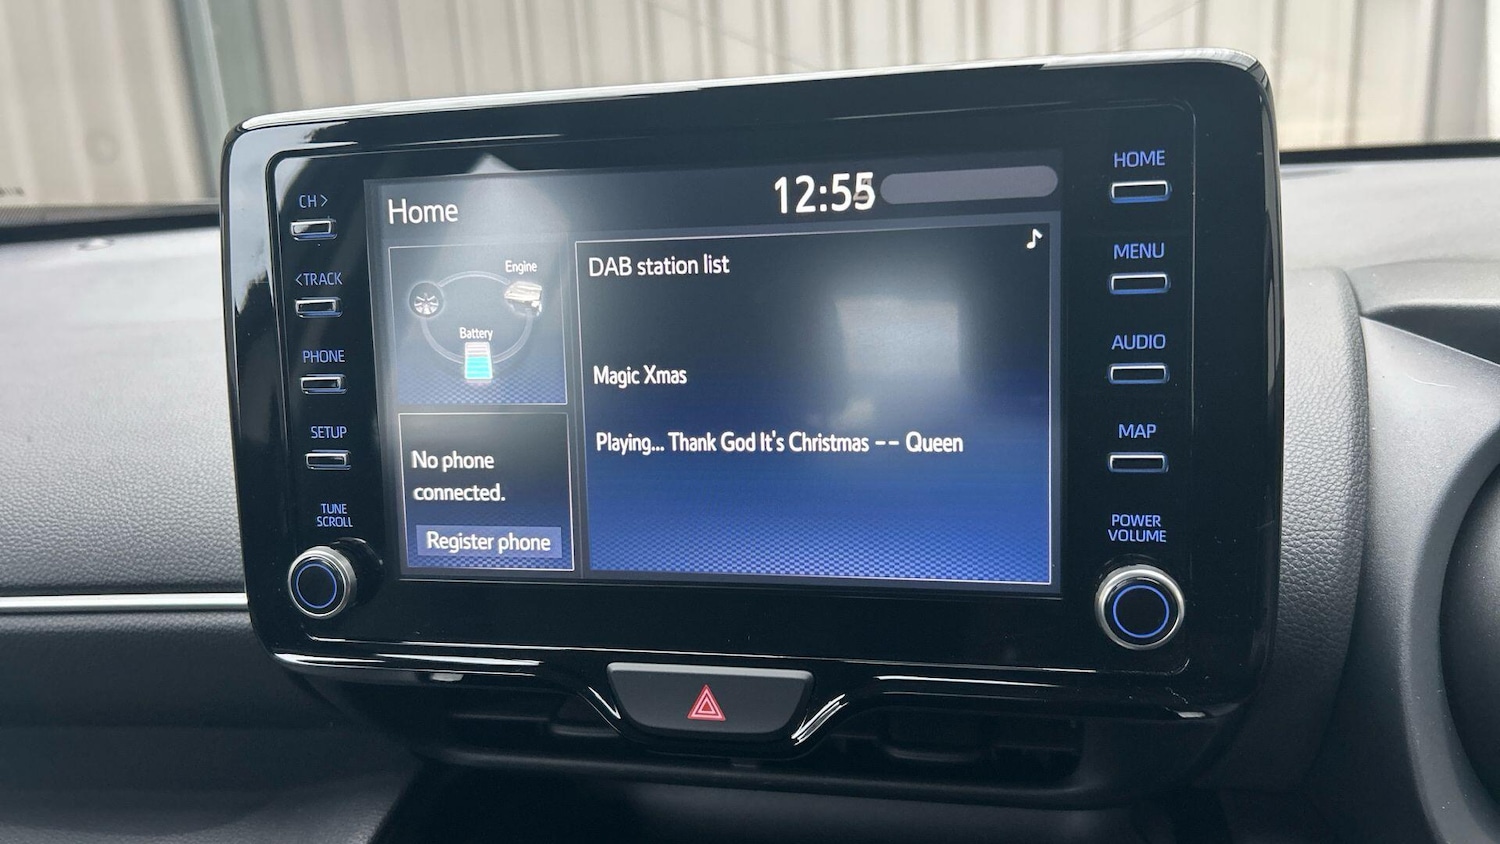 CH >
< TRACK
PHONE
SETUP
TUNE
SCROLL
Home
12:55
Engine
Battery
No phone
connected.
Register phone
DAB station list
Magic Xmas
Playing... Thank God It's Christmas -- Queen
HOME
MENU
AUDIO
MAP
POWER
VOLUME